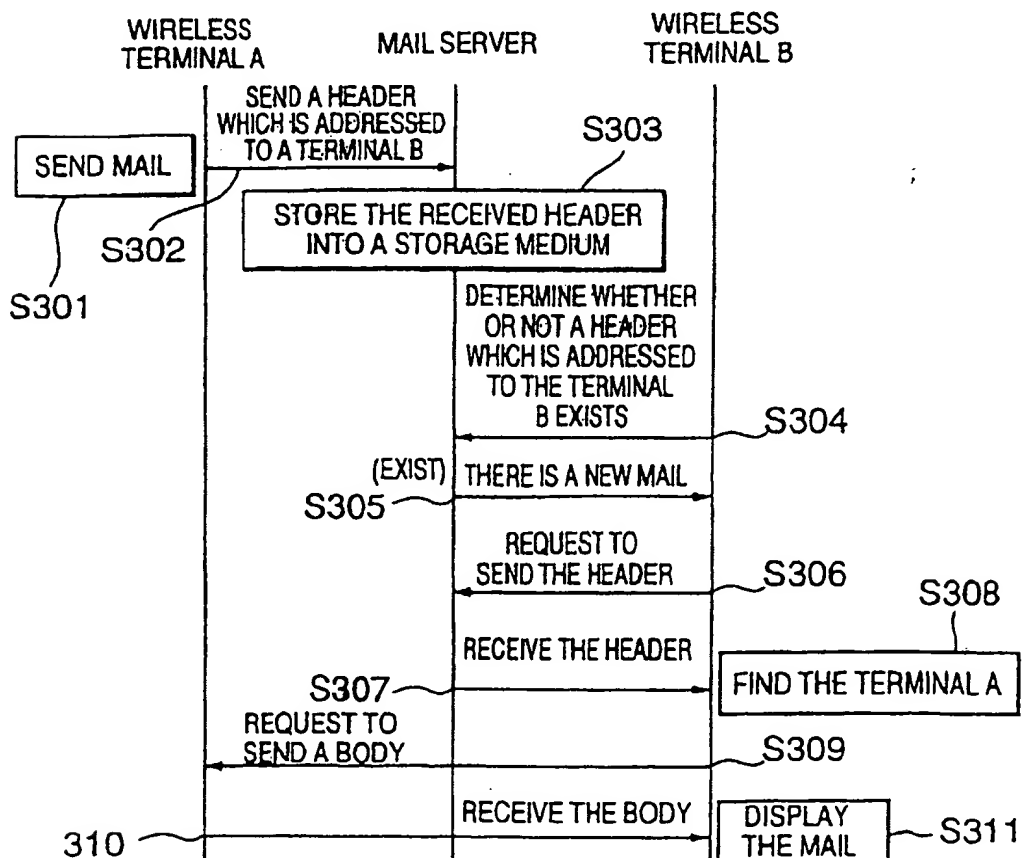 WIRELESS
TERMINAL A
MAIL SERVER
WIRELESS
TERMINAL B
SEND A HEADER
WHICH IS ADDRESSED
TO A TERMINAL B
S303
SEND MAIL
S302
STORE THE RECEIVED HEADER
INTO A STORAGE MEDIUM
S301
DETERMINE WHETHER
OR NOT A HEADER
WHICH IS ADDRESSED
TO THE TERMINAL
B EXISTS
S304
(EXIST)
THERE IS A NEW MAIL
S305
REQUEST TO
SEND THE HEADER
S306
S308
RECEIVE THE HEADER
FIND THE TERMINAL A
S307
REQUEST TO
SEND A BODY
S309
RECEIVE THE BODY
310
DISPLAY
THE MAIL
S311